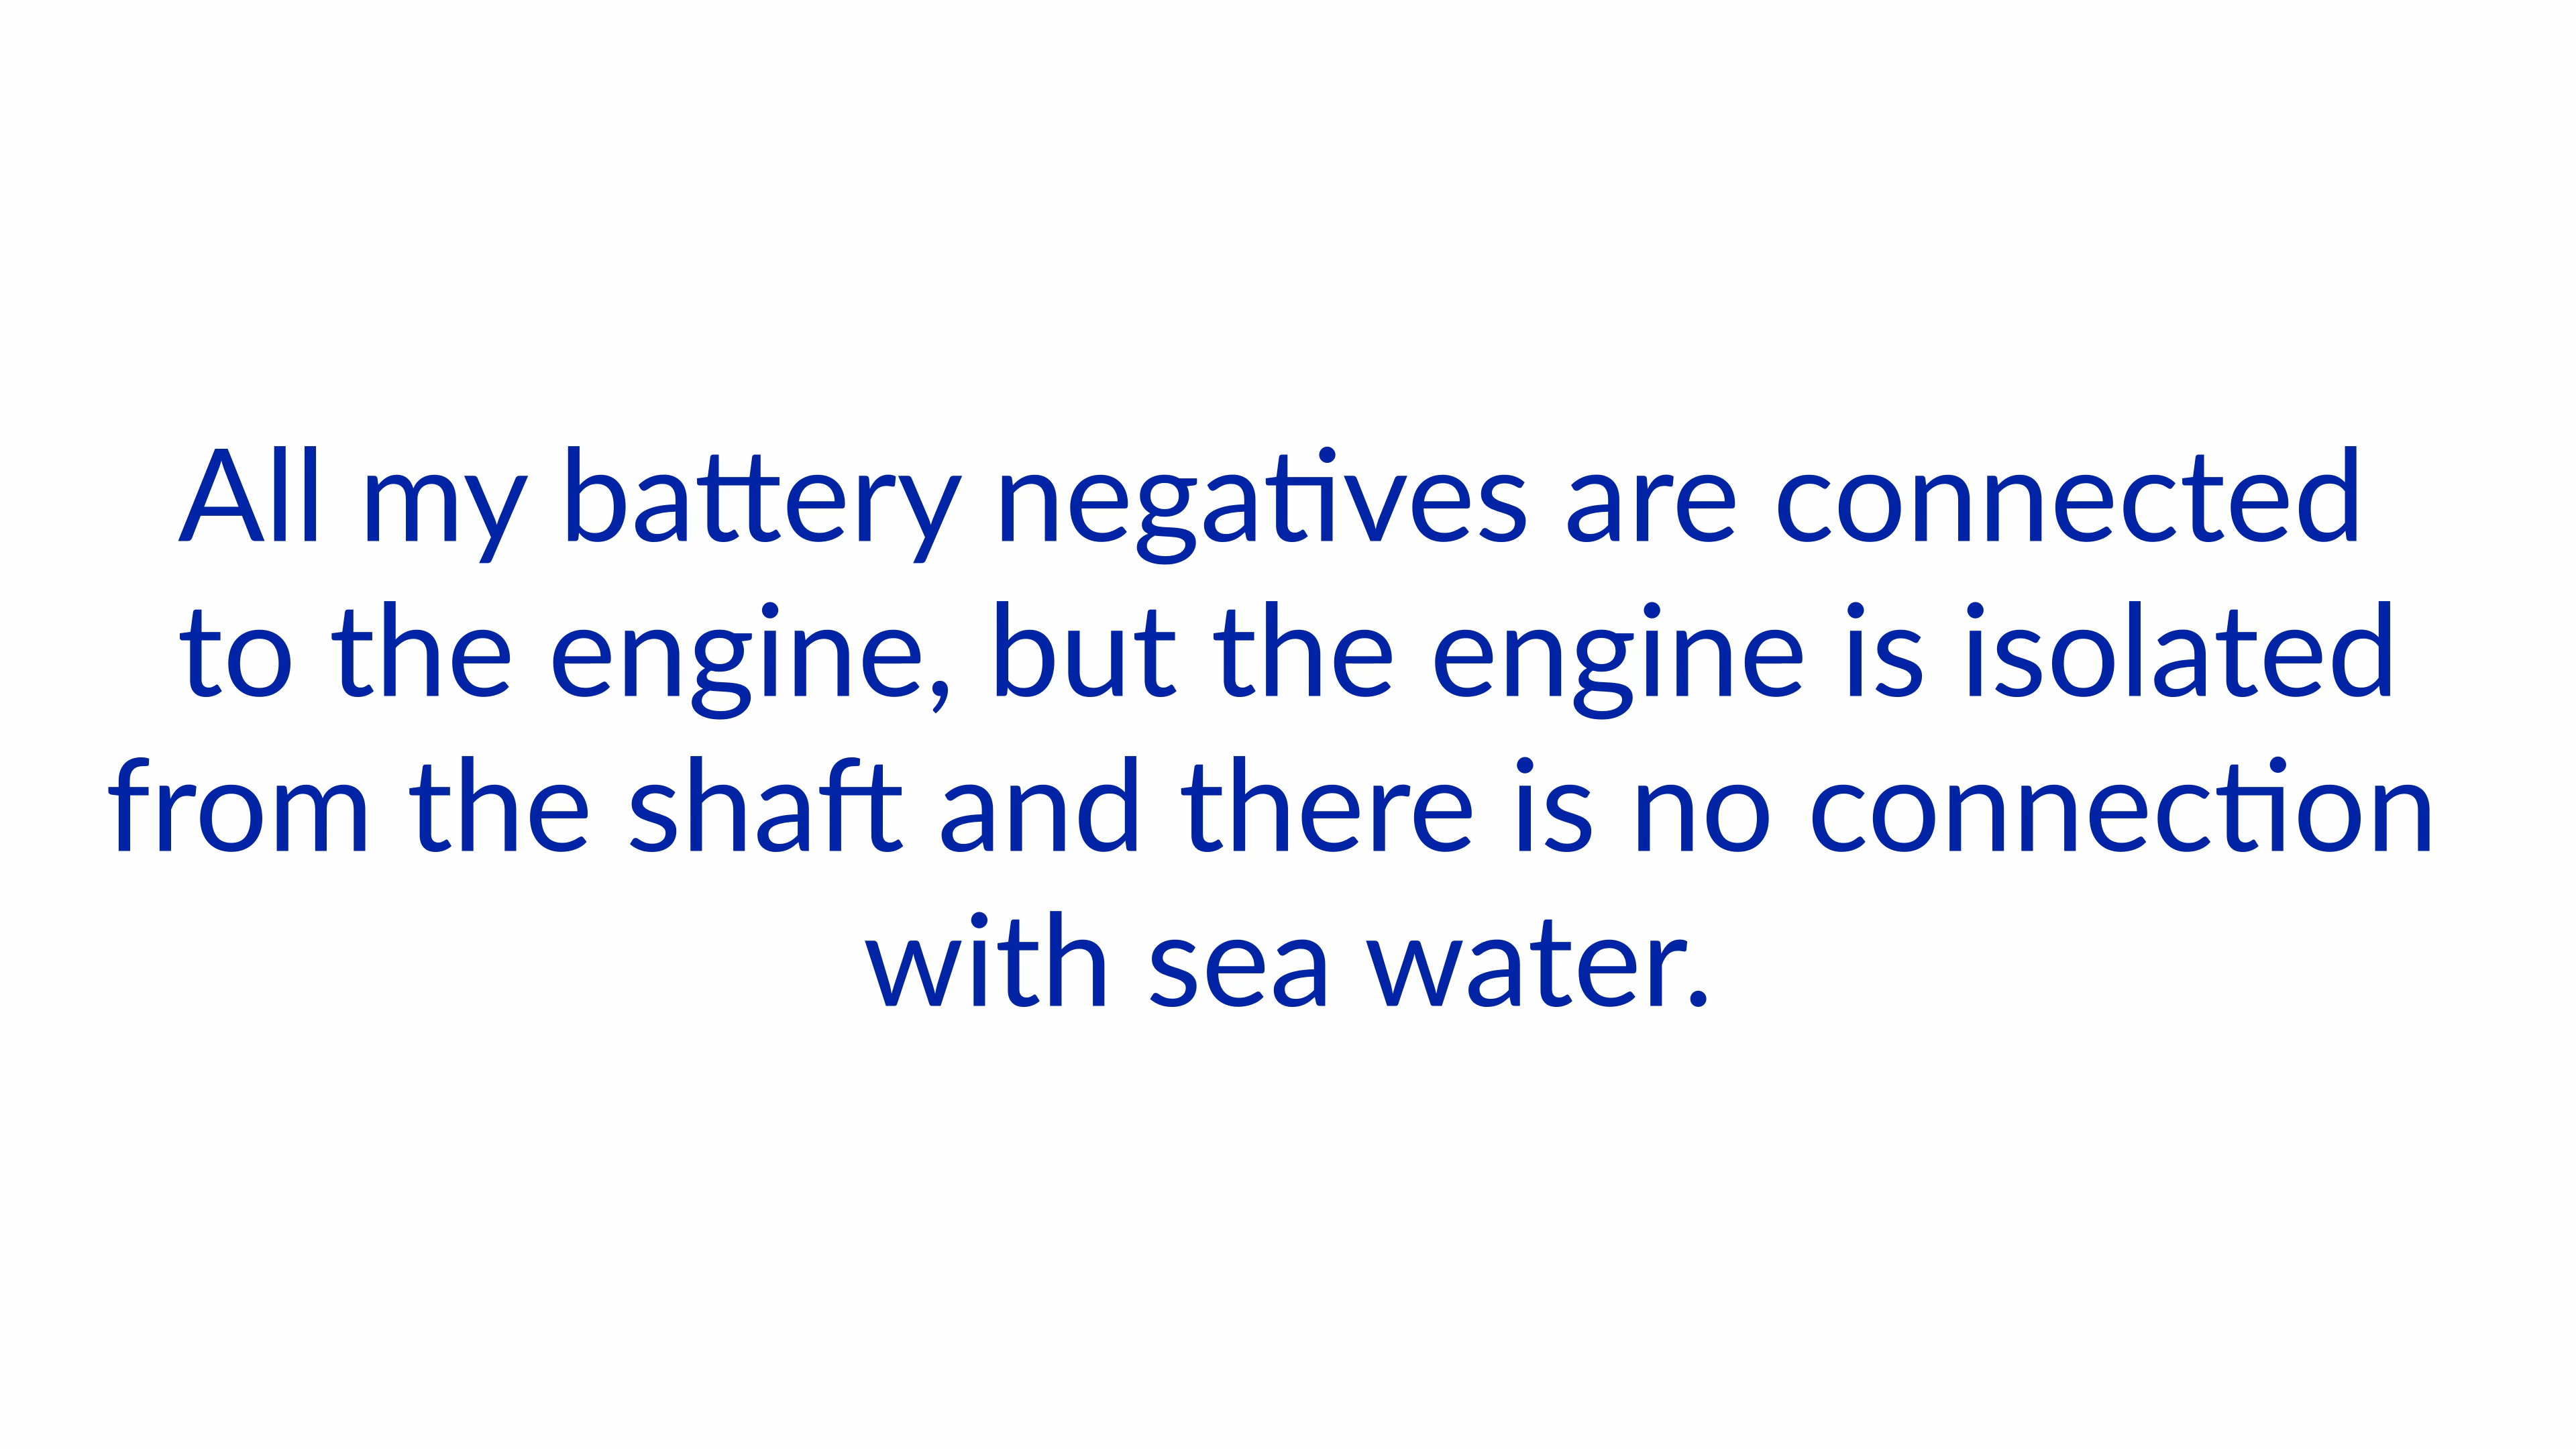 All my battery negatives are connected
to the engine, but the engine is isolated
from the shaft and there is no connection
with sea water.